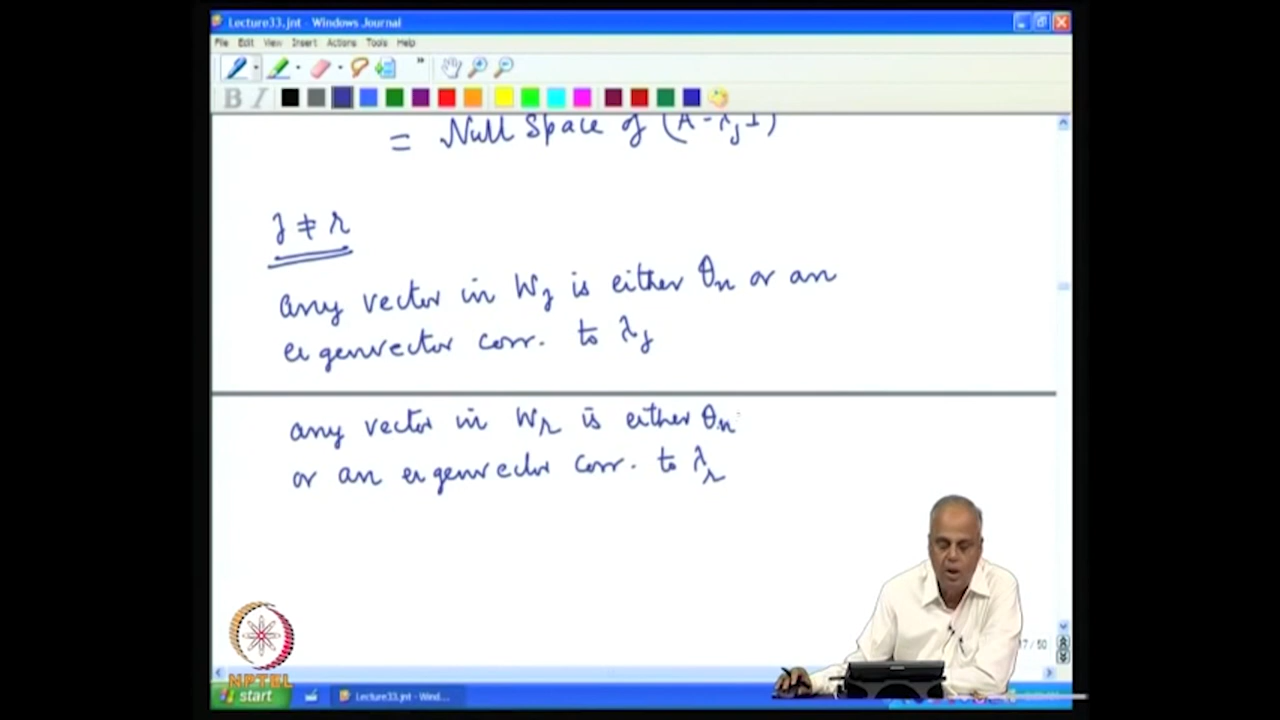 Lecture33.jnt - Windows Journal
File Edit View Insert Actions Tools Help
B I
= Null Space of (A - λⱼI)
j ≠ r
any vector in Wⱼ is either θₙ or an
eigenvector corr. to λⱼ
any vector in Wᵣ is either θₙ
or an eigenvector corr. to λᵣ
NPTEL
start Lecture33.jnt - Wind...